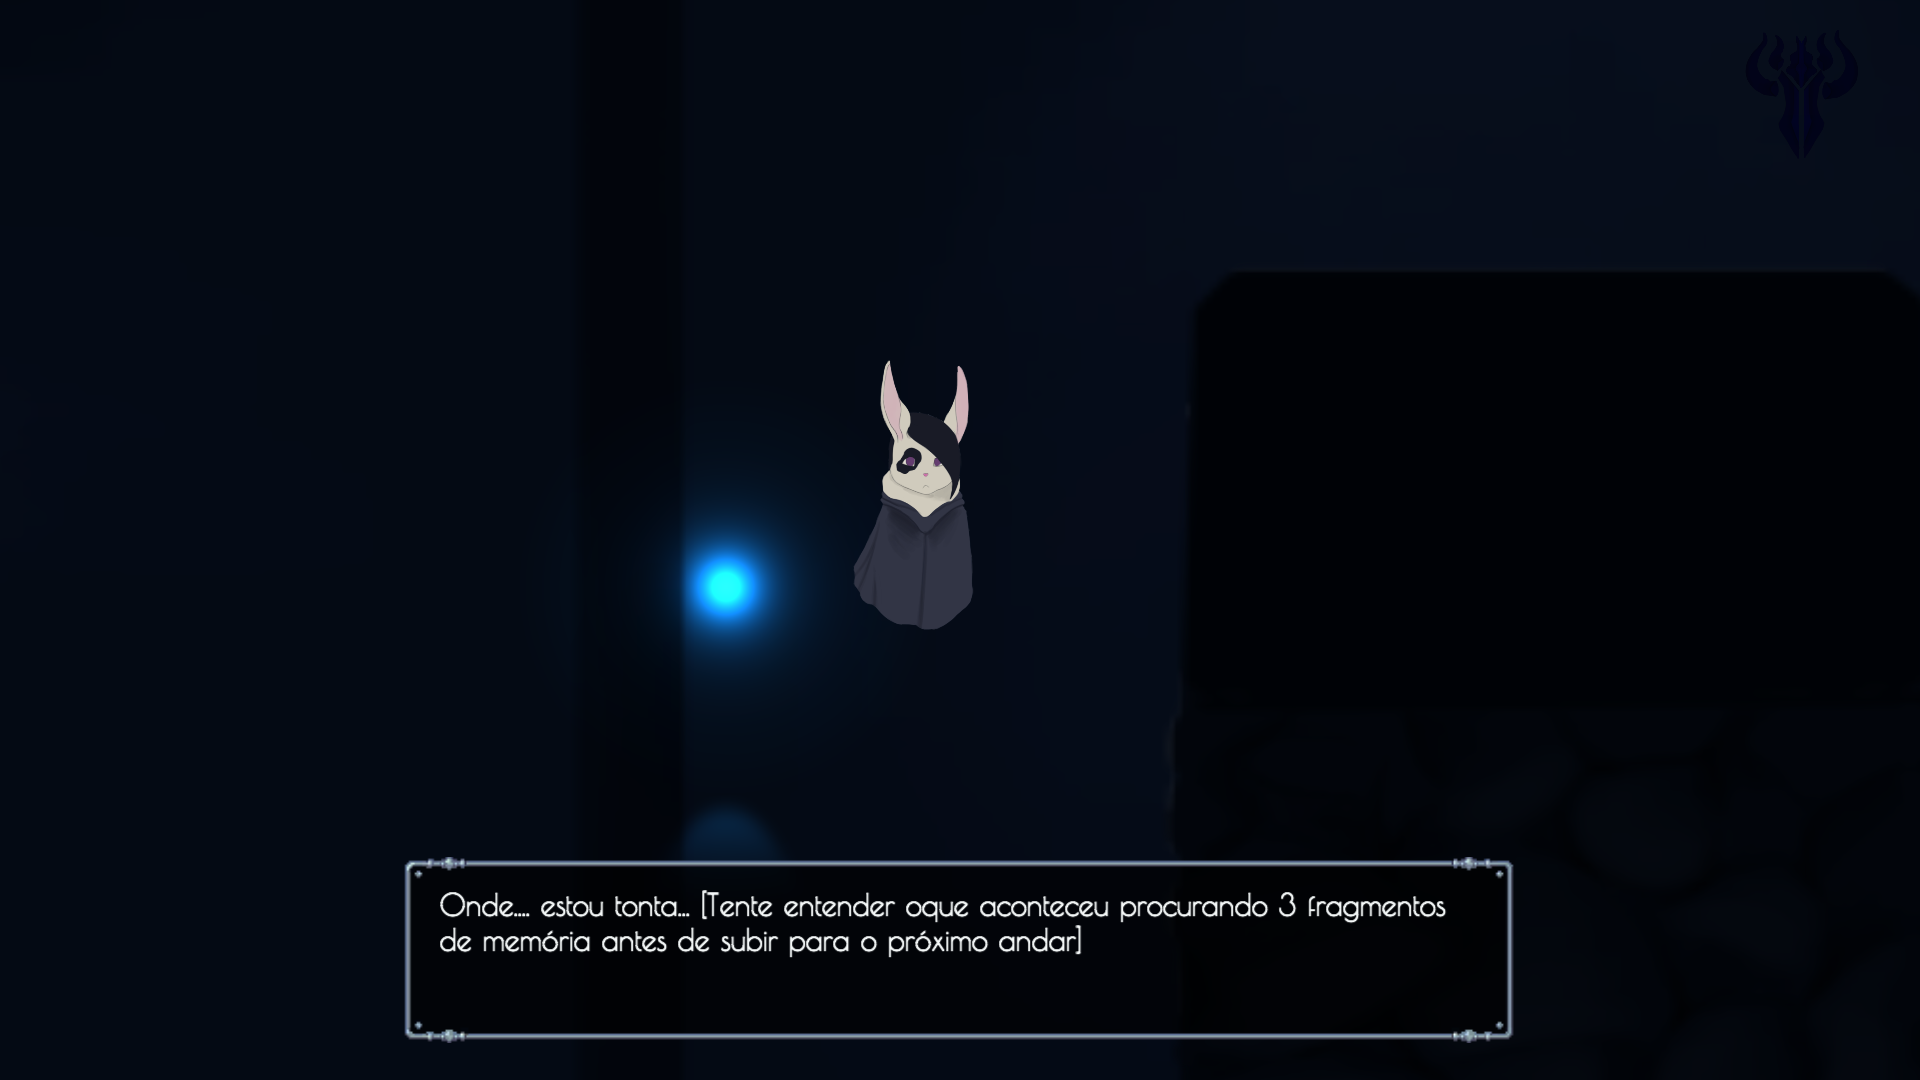 Onde.... estou tonta... [Tente entender oque aconteceu procurando 3 fragmentos
de memória antes de subir para o próximo andar]